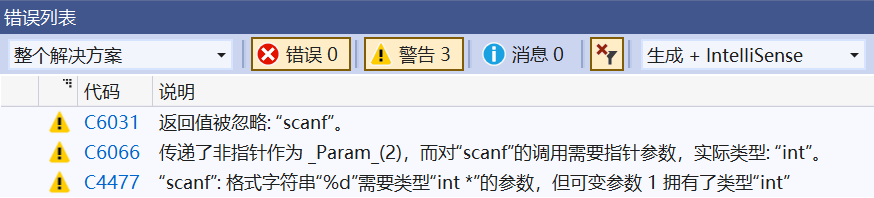 错误列表
整个解决方案 错误 0 警告 3 消息 0 生成 + IntelliSense
代码 说明
C6031 返回值被忽略: “scanf”。
C6066 传递了非指针作为 _Param_(2)，而对“scanf”的调用需要指针参数，实际类型: “int”。
C4477 “scanf”: 格式字符串“%d”需要类型“int *”的参数，但可变参数 1 拥有了类型“int”